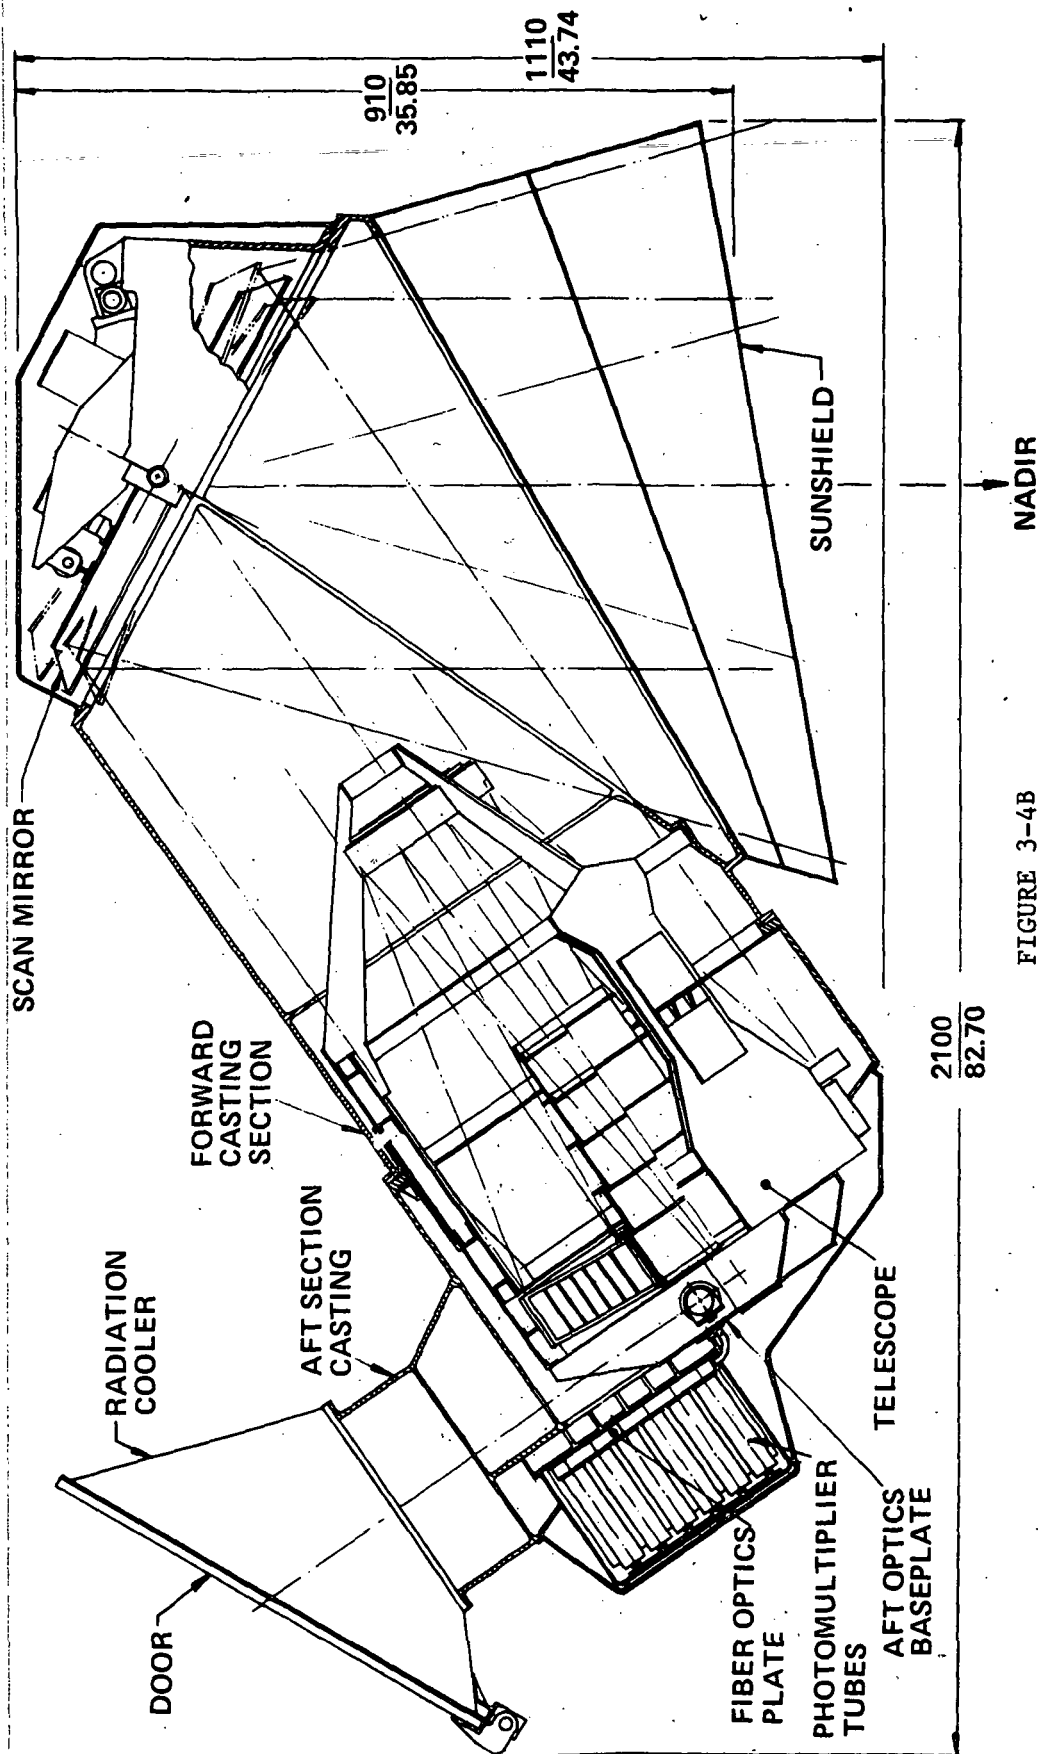 DOOR
RADIATION
COOLER
AFT SECTION
CASTING
FORWARD
CASTING
SECTION
SCAN MIRROR
910
35.85
1110
43.74
FIBER OPTICS
PLATE
PHOTOMULTIPLIER
TUBES
AFT OPTICS
BASEPLATE
TELESCOPE
SUNSHIELD
2100
82.70
NADIR
FIGURE 3-4B